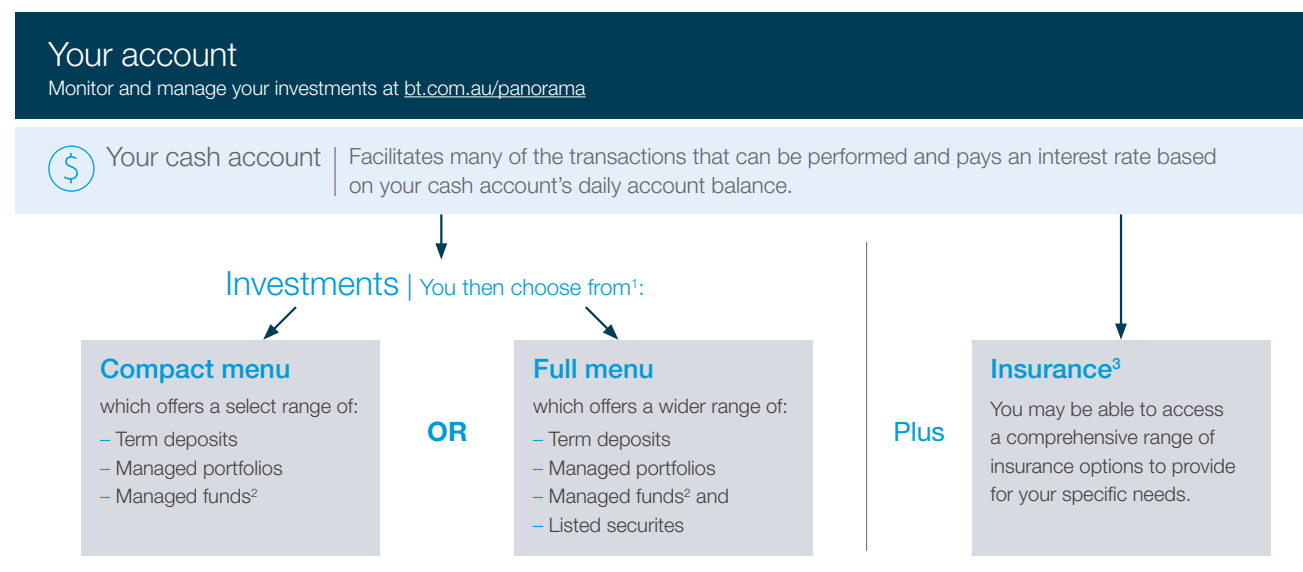 Your account
Monitor and manage your investments at bt.com.au/panorama
$
Your cash account
Facilitates many of the transactions that can be performed and pays an interest rate based
on your cash account’s daily account balance.
Investments | You then choose from¹:
Compact menu
which offers a select range of:
– Term deposits
– Managed portfolios
– Managed funds²
OR
Full menu
which offers a wider range of:
– Term deposits
– Managed portfolios
– Managed funds² and
– Listed securites
Plus
Insurance³
You may be able to access
a comprehensive range of
insurance options to provide
for your specific needs.